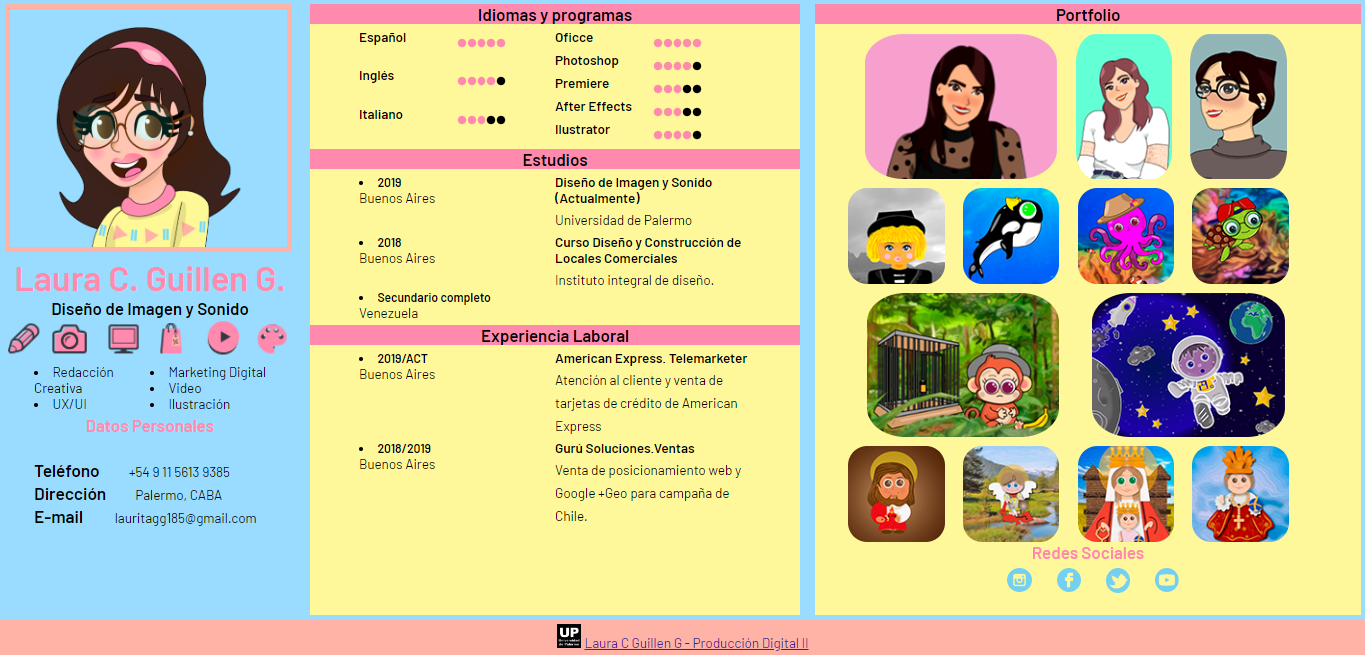 Laura C. Guillen G.
Diseño de Imagen y Sonido
Redacción
Creativa
UX/UI
Marketing Digital
Video
Ilustración
Datos Personales
Teléfono +54 9 11 5613 9385
Dirección Palermo, CABA
E-mail lauritagg185@gmail.com
Idiomas y programas
Español
Inglés
Italiano
Oficce
Photoshop
Premiere
After Effects
Ilustrator
Estudios
2019
Buenos Aires
Diseño de Imagen y Sonido
(Actualmente)
Universidad de Palermo
2018
Buenos Aires
Curso Diseño y Construcción de
Locales Comerciales
Instituto integral de diseño.
Secundario completo
Venezuela
Experiencia Laboral
2019/ACT
Buenos Aires
American Express. Telemarketer
Atención al cliente y venta de
tarjetas de crédito de American
Express
2018/2019
Buenos Aires
Gurú Soluciones.Ventas
Venta de posicionamiento web y
Google +Geo para campaña de
Chile.
Portfolio
Redes Sociales
UP
Laura C Guillen G - Producción Digital II